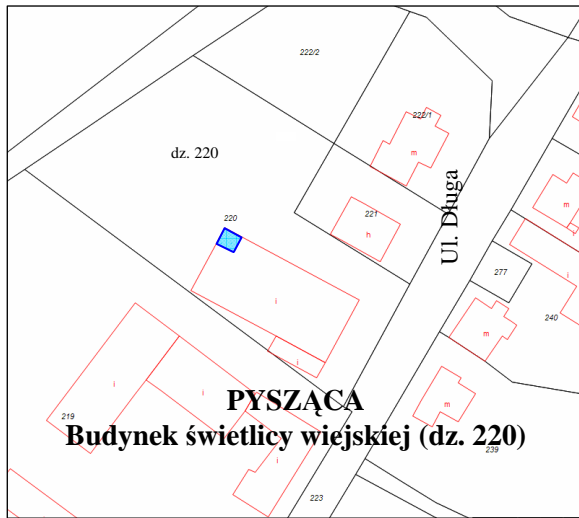 222/2
222/1
m
dz. 220
220
221
h
Ul. Długa
m
i
277
i
i
240
m
i
i
i
m
219
PYSZĄCA
Budynek świetlicy wiejskiej (dz. 220)
239
i
223